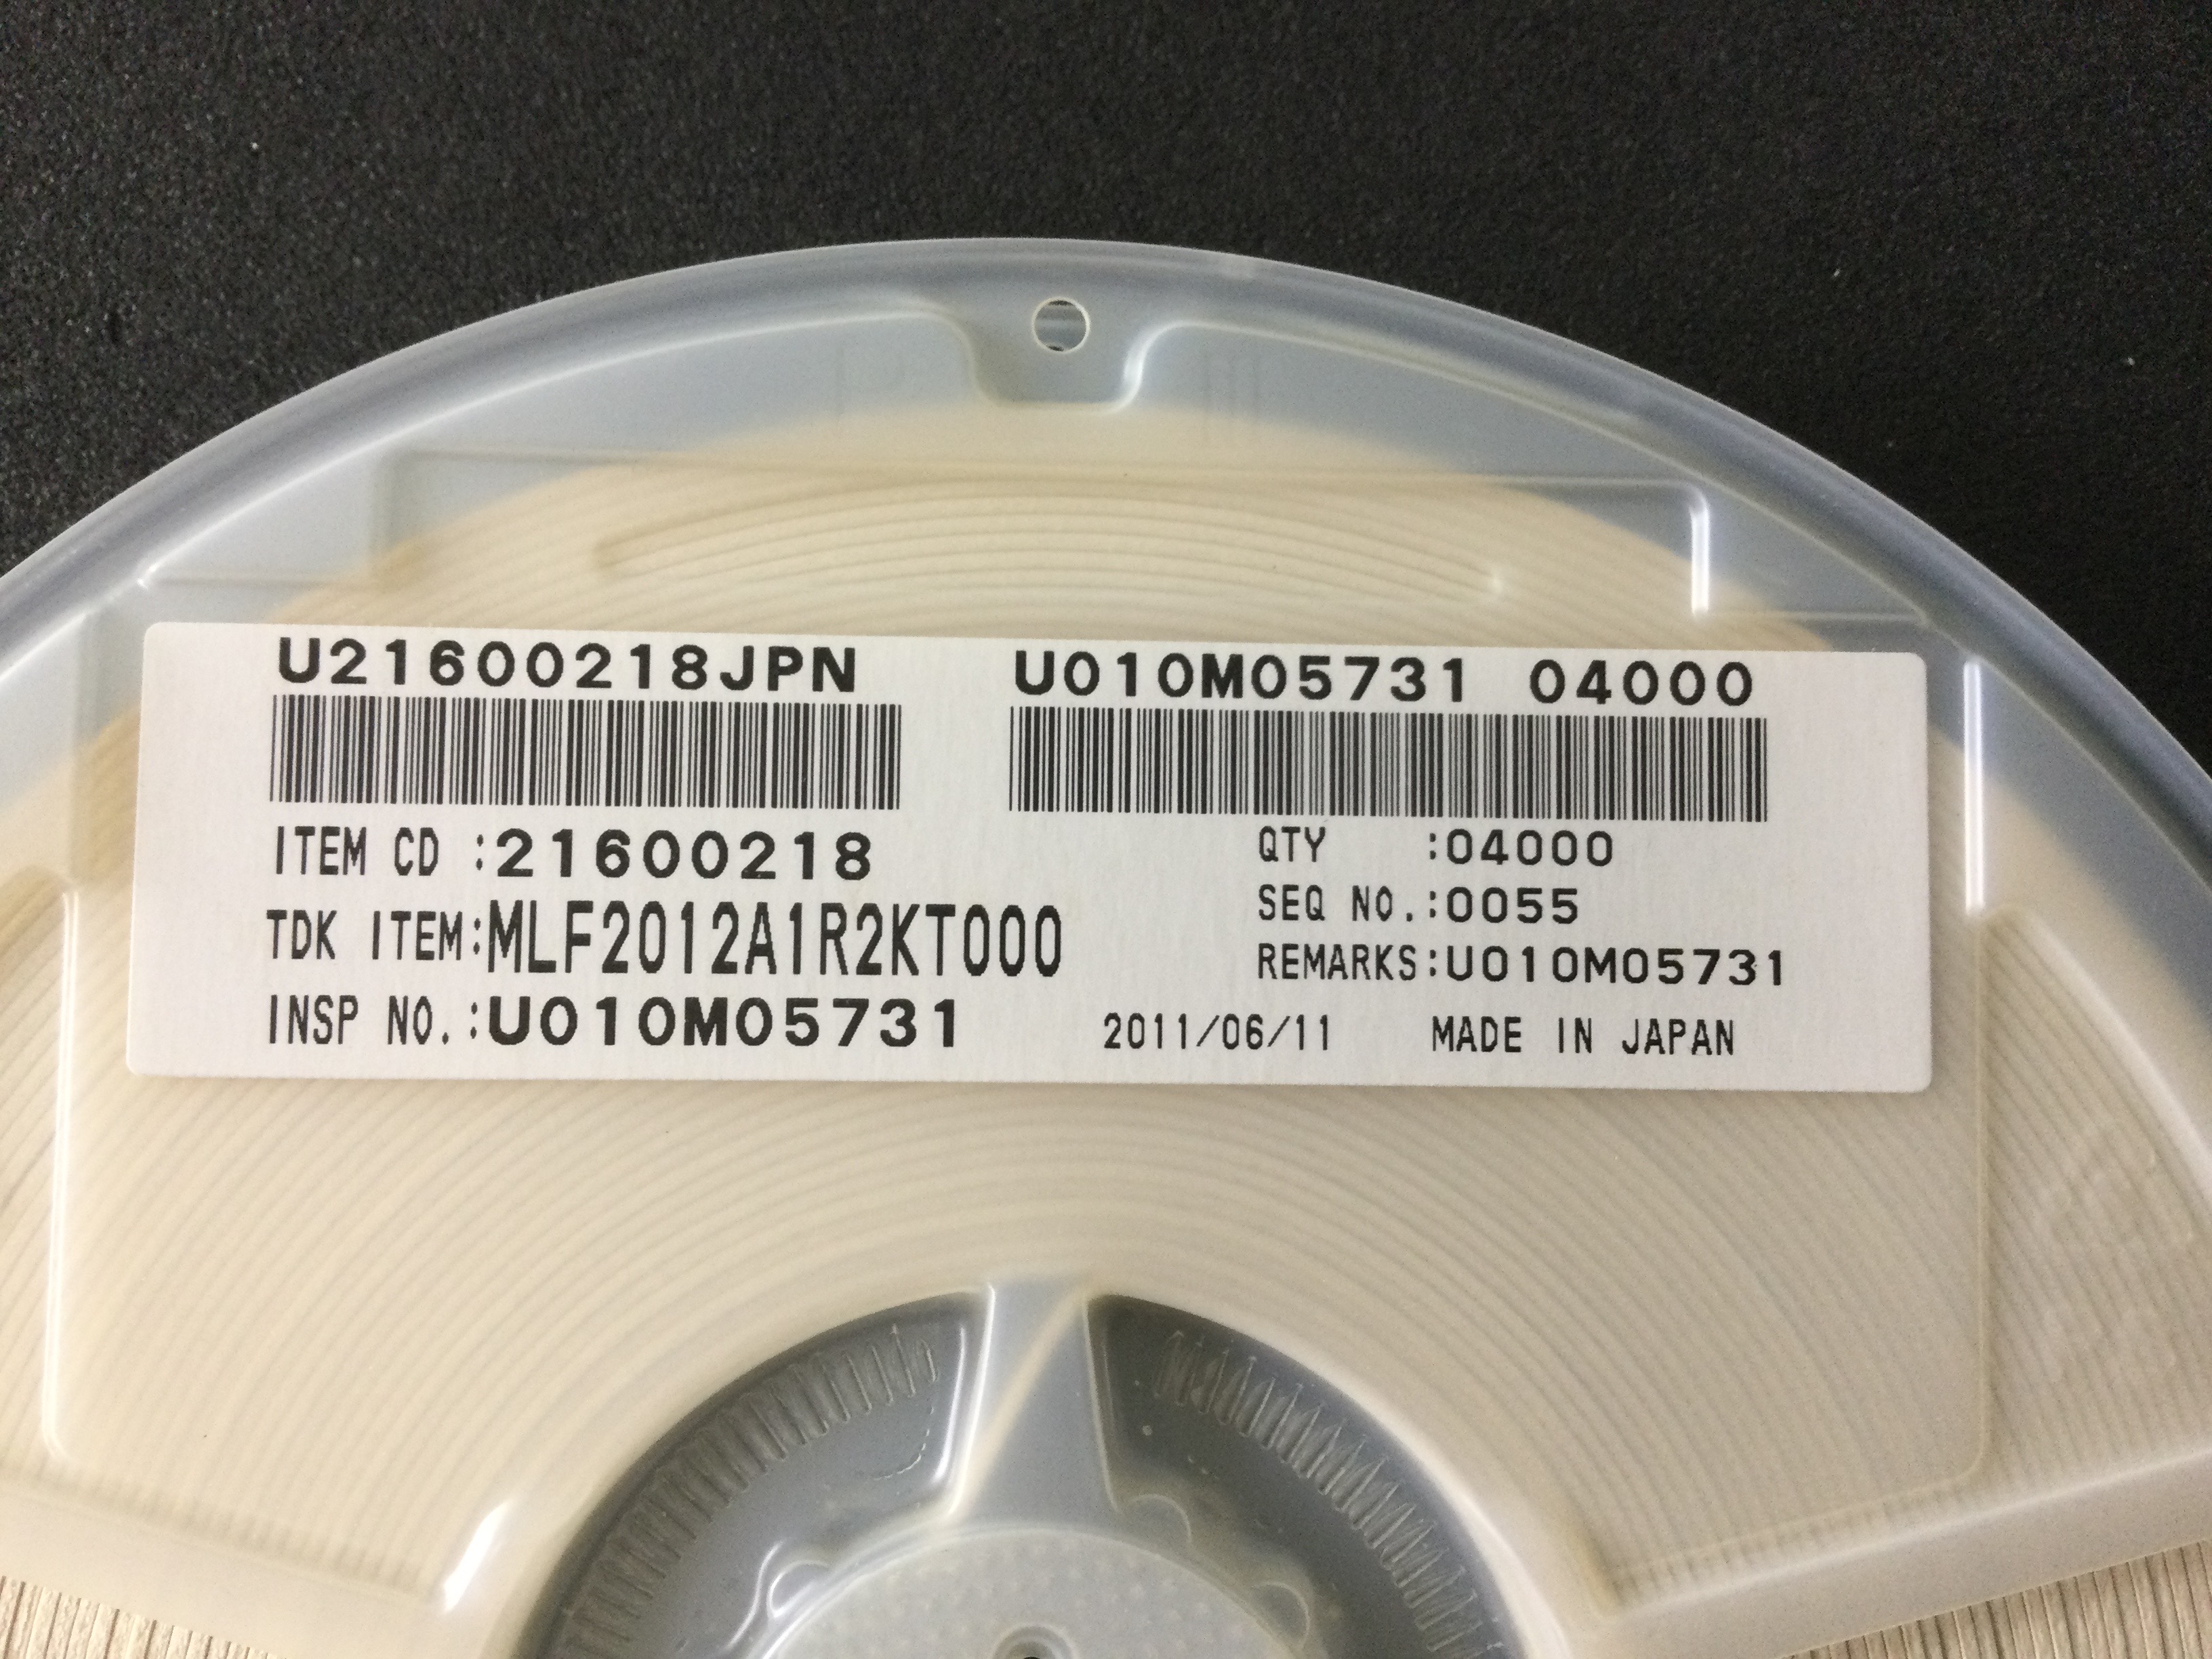 U21600218JPN U010M05731 04000
ITEM CD :21600218 QTY :04000
SEQ NO.:0055
TDK ITEM:MLF2012A1R2KT000
REMARKS:U010M05731
INSP NO.:U010M05731 2011/06/11 MADE IN JAPAN